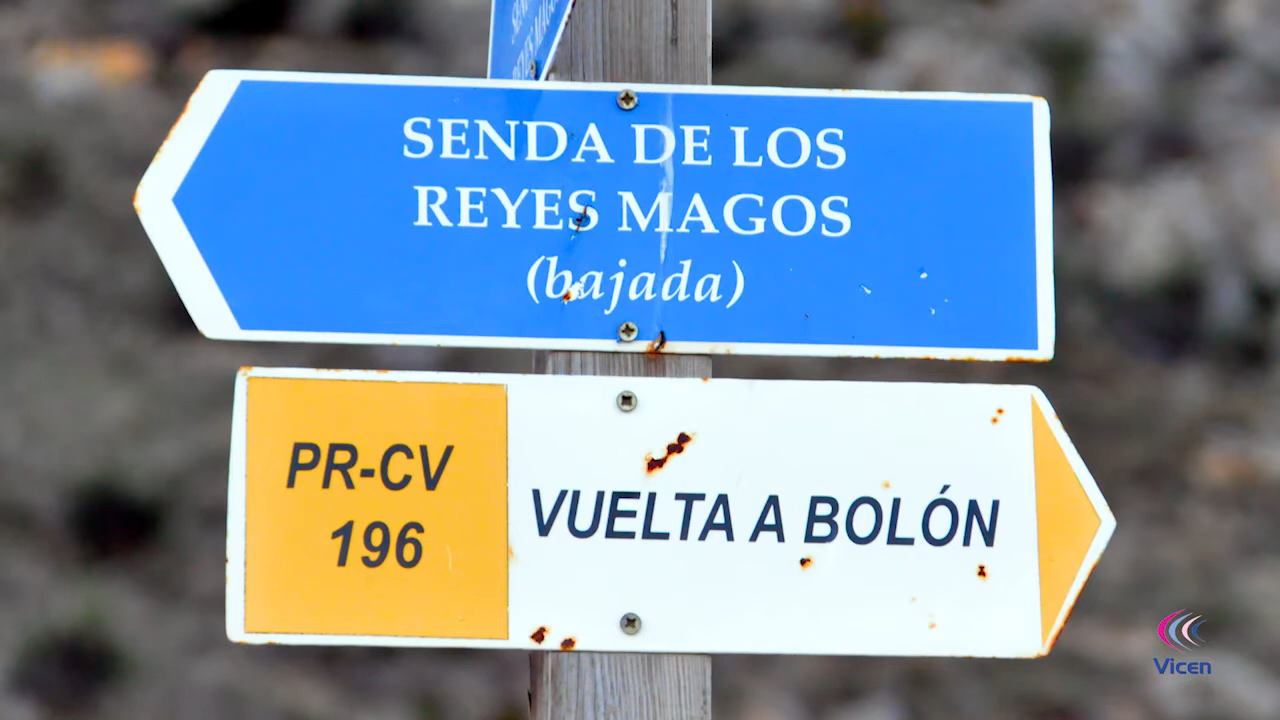 SENDA DE LOS
REYES MAGOS
(bajada)
PR-CV
196
VUELTA A BOLÓN
Vicen